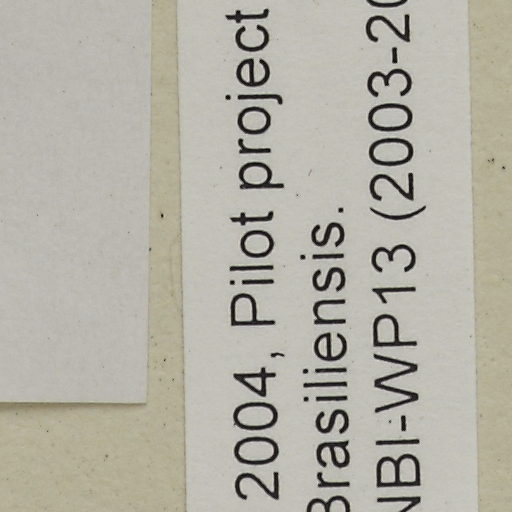 2004, Pilot project
Brasiliensis.
NBI-WP13 (2003-20